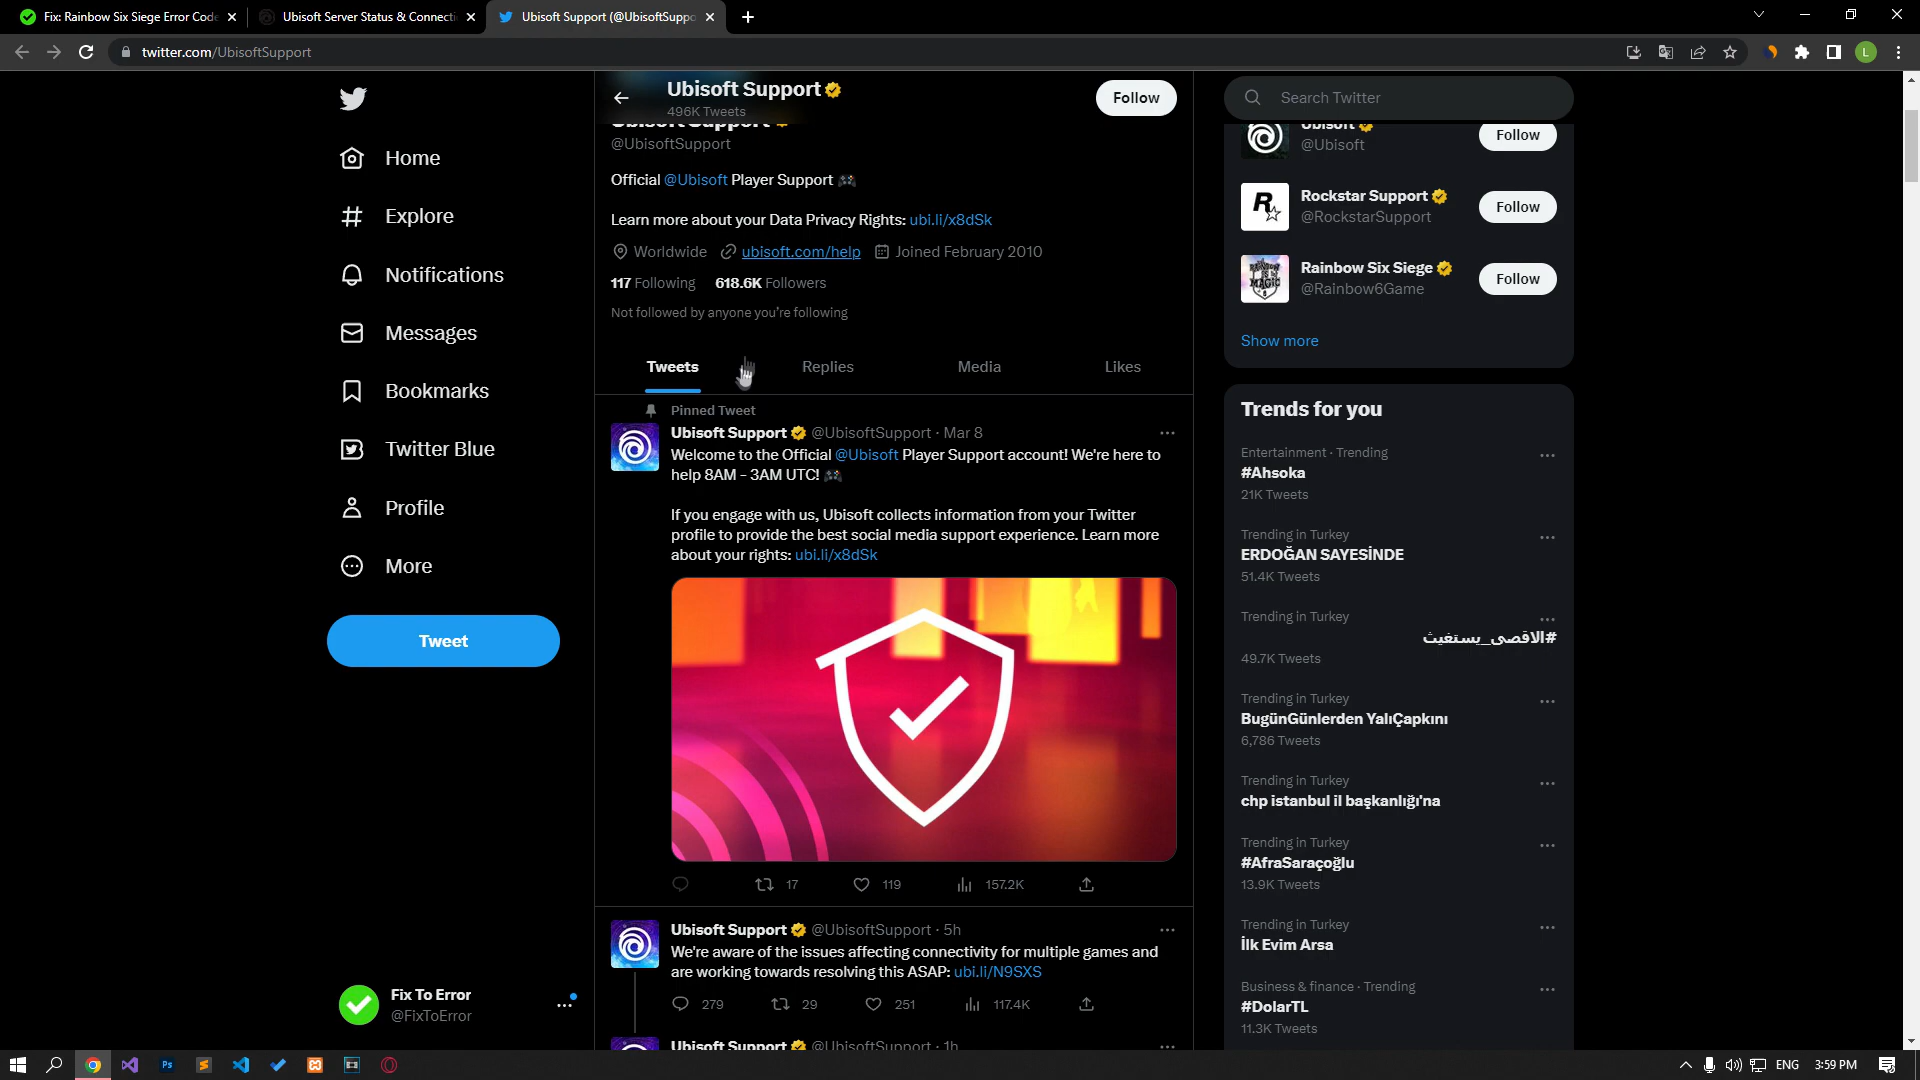 Fix: Rainbow Six Siege Error Code
Ubisoft Server Status & Connecti
Ubisoft Support (@UbisoftSuppo
twitter.com/UbisoftSupport
L
Home
Explore
Notifications
Messages
Bookmarks
Twitter Blue
Profile
More
Tweet
Fix To Error
@FixToError
Ubisoft Support
496K Tweets
Follow
Ubisoft Support
@UbisoftSupport
Official @Ubisoft Player Support
Learn more about your Data Privacy Rights: ubi.li/x8dSk
Worldwide ubisoft.com/help Joined February 2010
117 Following 618.6K Followers
Not followed by anyone you're following
Tweets Replies Media Likes
Pinned Tweet
Ubisoft Support @UbisoftSupport · Mar 8
Welcome to the Official @Ubisoft Player Support account! We're here to
help 8AM - 3AM UTC!
If you engage with us, Ubisoft collects information from your Twitter
profile to provide the best social media support experience. Learn more
about your rights: ubi.li/x8dSk
17 119 157.2K
Ubisoft Support @UbisoftSupport · 5h
We're aware of the issues affecting connectivity for multiple games and
are working towards resolving this ASAP: ubi.li/N9SXS
279 29 251 117.4K
Ubisoft Support @UbisoftSupport · 1h
Search Twitter
Ubisoft
@Ubisoft
Follow
Rockstar Support
@RockstarSupport
Follow
Rainbow Six Siege
@Rainbow6Game
Follow
Show more
Trends for you
Entertainment · Trending
#Ahsoka
21K Tweets
Trending in Turkey
ERDOĞAN SAYESİNDE
51.4K Tweets
Trending in Turkey
#الاقصى_يستغيث
49.7K Tweets
Trending in Turkey
BugünGünlerden YalıÇapkını
6,786 Tweets
Trending in Turkey
chp istanbul il başkanlığı'na
Trending in Turkey
#AfraSaraçoğlu
13.9K Tweets
Trending in Turkey
İlk Evim Arsa
Business & finance · Trending
#DolarTL
11.3K Tweets
ENG 3:59 PM